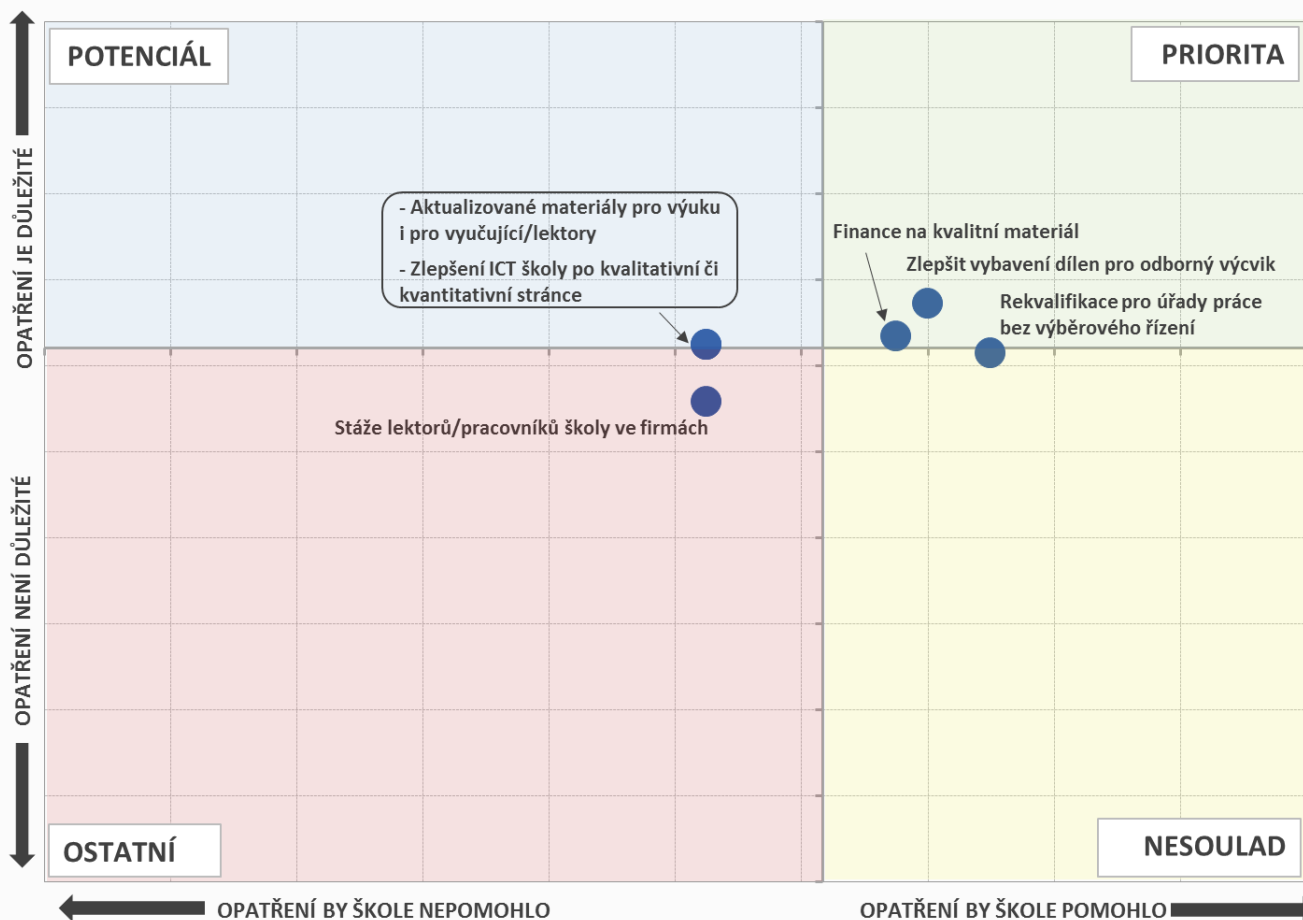 POTENCIÁL
PRIORITA
OPATŘENÍ JE DŮLEŽITÉ
- Aktualizované materiály pro výuku
i pro vyučující/lektory
- Zlepšení ICT školy po kvalitativní či
kvantitativní stránce
Finance na kvalitní materiál
Zlepšit vybavení dílen pro odborný výcvik
Rekvalifikace pro úřady práce
bez výběrového řízení
Stáže lektorů/pracovníků školy ve firmách
OPATŘENÍ NENÍ DŮLEŽITÉ
OSTATNÍ
NESOULAD
OPATŘENÍ BY ŠKOLE NEPOMOHLO
OPATŘENÍ BY ŠKOLE POMOHLO